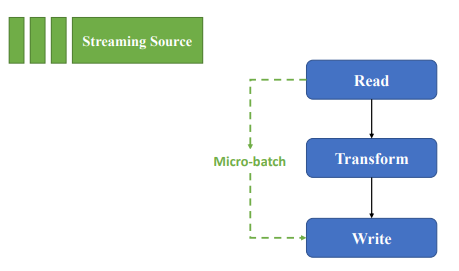 Streaming Source
Read
Micro-batch
Transform
Write